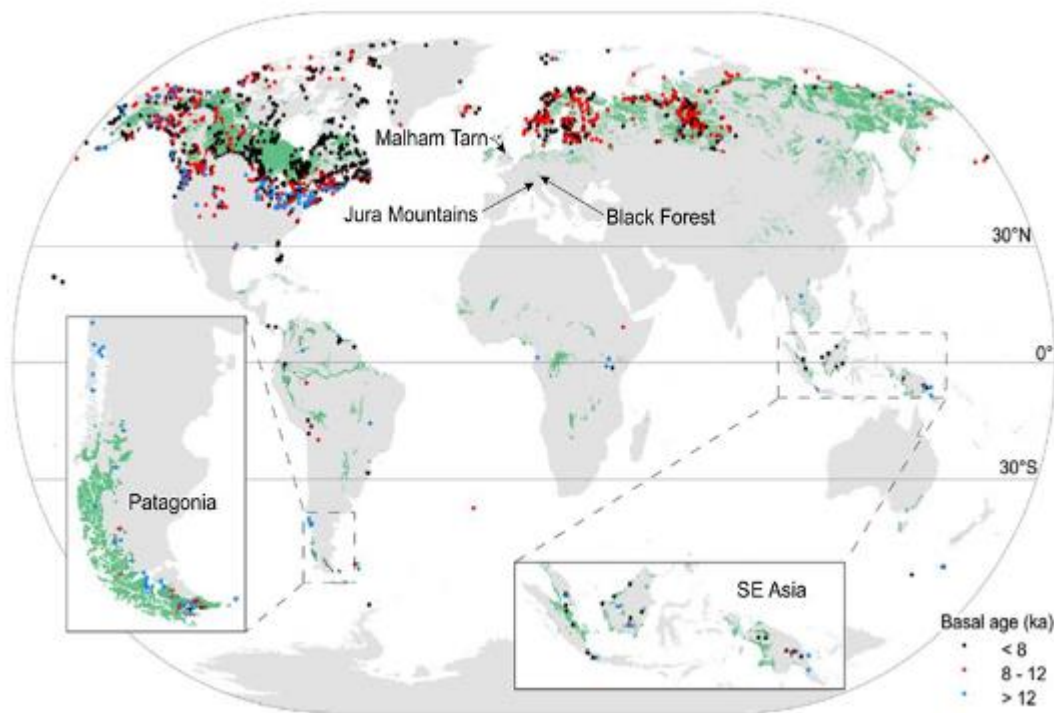 Malham Tarn
Jura Mountains
Black Forest
30°N
0°
30°S
Patagonia
SE Asia
Basal age (ka)
< 8
8 - 12
> 12